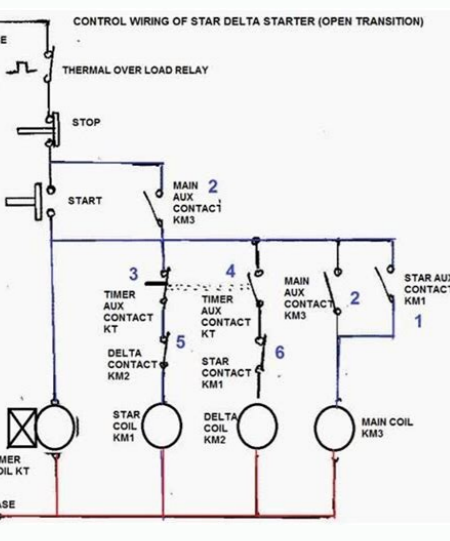 CONTROL WIRING OF STAR DELTA STARTER (OPEN TRANSITION)
E
THERMAL OVER LOAD RELAY
STOP
START
MAIN 2
AUX
CONTACT
KM3
3
4
TIMER
AUX
CONTACT
KT
TIMER
AUX
CONTACT
KT
MAIN
AUX
CONTACT
KM3
2
STAR AUX
CONTACT
KM1
1
5
DELTA
CONTACT
KM2
6
STAR
CONTACT
KM1
STAR
COIL
KM1
DELTA
COIL
KM2
MAIN COIL
KM3
MER
OIL KT
ASE